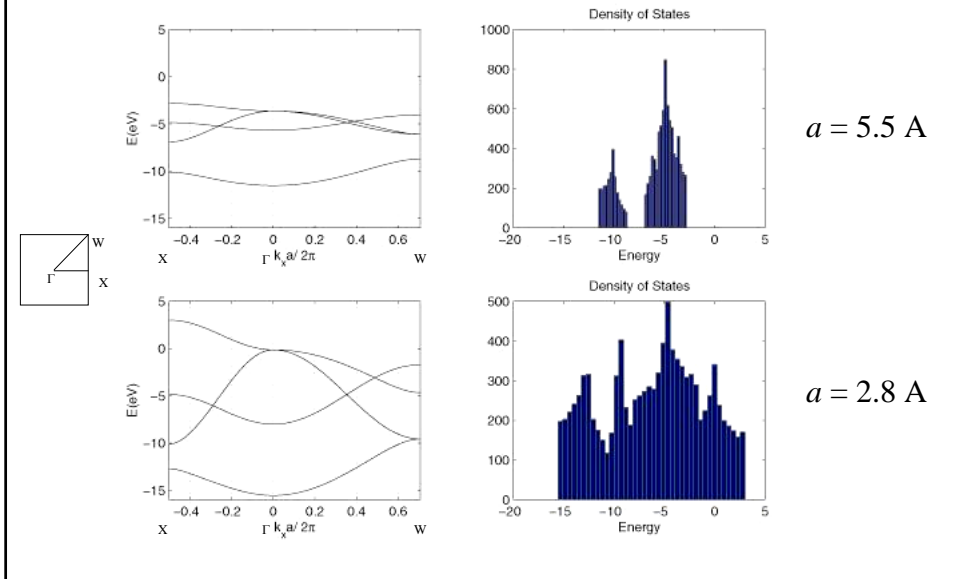 Density of States
5
0
−5
−10
−15
E(eV)
−0.4 −0.2 0 0.2 0.4 0.6
X Γ kₓa/ 2π W
1000
800
600
400
200
0
−20 −15 −10 −5 0 5
Energy
a = 5.5 A
W
Γ X
Density of States
5
0
−5
−10
−15
E(eV)
−0.4 −0.2 0 0.2 0.4 0.6
X Γ kₓa/ 2π W
500
400
300
200
100
0
−20 −15 −10 −5 0 5
Energy
a = 2.8 A